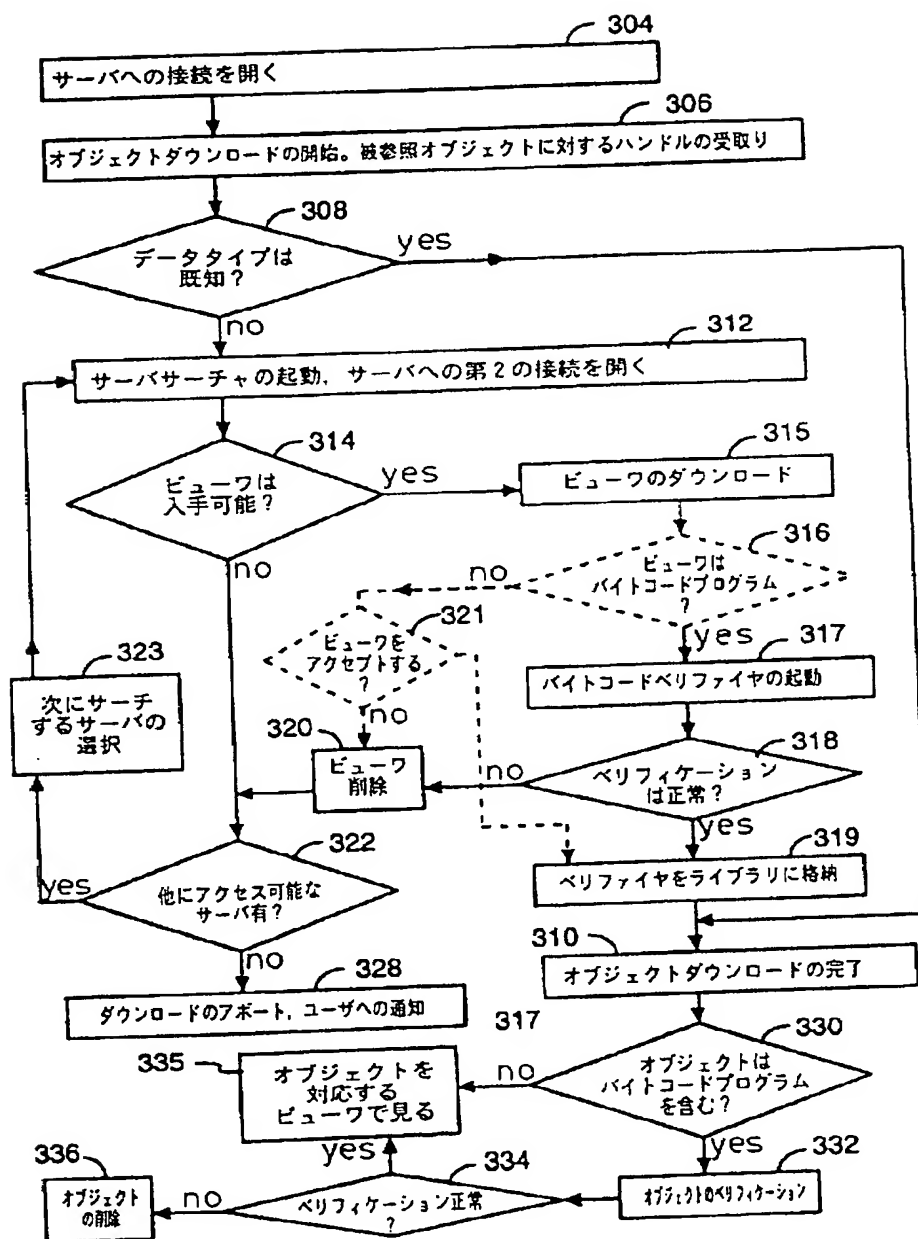 304
サーバへの接続を開く
306
オブジェクトダウンロードの開始。被参照オブジェクトに対するハンドルの受取り
308
データタイプは
既知?
yes
no
312
サーバサーチャの起動, サーバへの第2の接続を開く
314
ビューワは
入手可能?
yes
no
315
ビューワのダウンロード
316
ビューワは
バイトコードプログラム
?
no
yes
321
ビューワを
アクセプトする
?
no
317
バイトコードベリファイヤの起動
323
次にサーチ
するサーバの
選択
320
ビューワ
削除
318
ベリフィケーション
は正常?
no
yes
322
他にアクセス可能な
サーバ有?
yes
no
319
ベリファイヤをライブラリに格納
310
オブジェクトダウンロードの完了
328
ダウンロードのアボート, ユーザへの通知
317
330
オブジェクトは
バイトコードプログラム
を含む?
no
yes
335
オブジェクトを
対応する
ビューワで見る
yes
332
オブジェクトのベリフィケーション
334
ベリフィケーション正常
?
no
336
オブジェクト
の削除